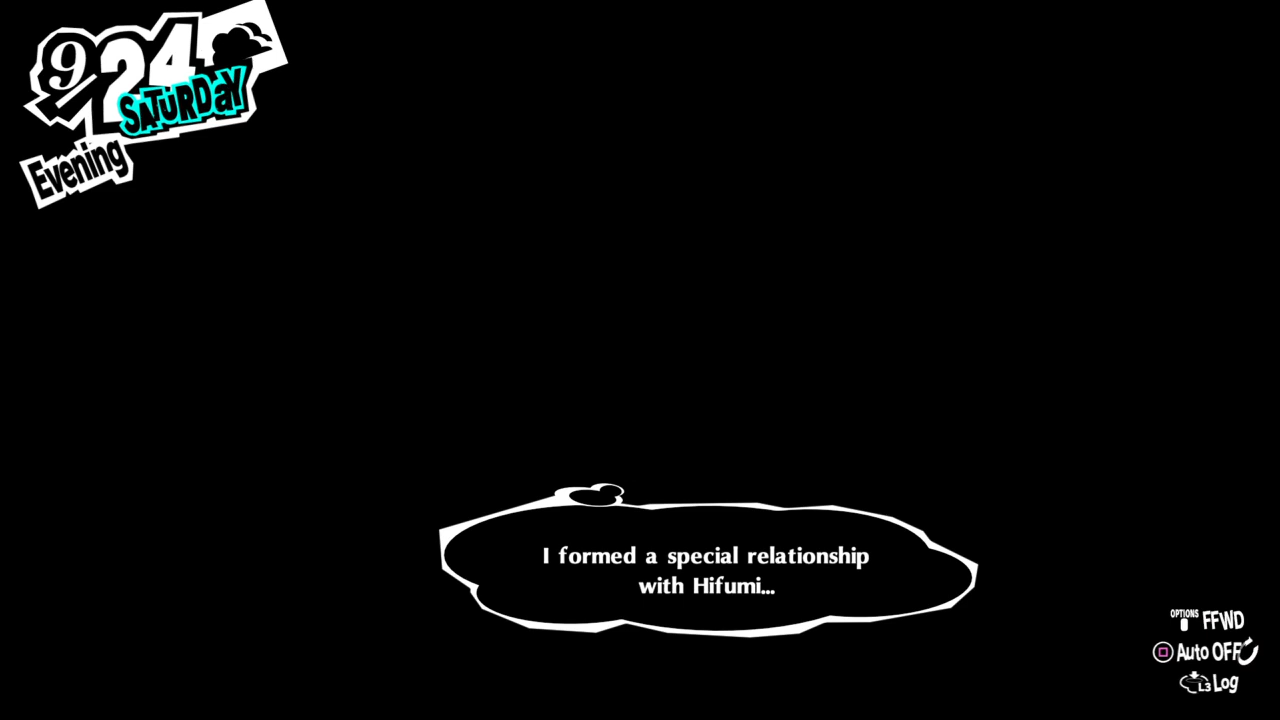 9/24
SATURDAY
Evening
I formed a special relationship
with Hifumi...
OPTIONS FFWD
Auto OFF
L3 Log